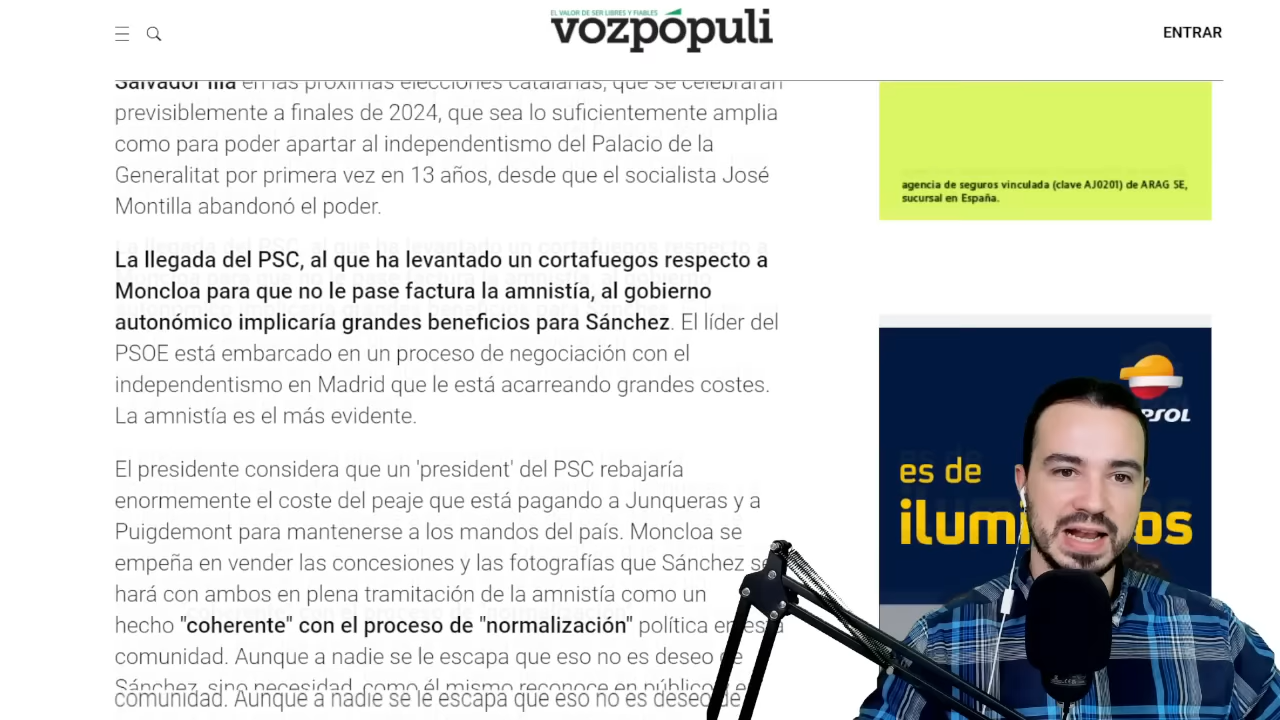 EL VALOR DE SER LIBRES Y FIABLES
vozpópuli
ENTRAR
Salvador Illa en las próximas elecciones catalanas, que se celebrarán
previsiblemente a finales de 2024, que sea lo suficientemente amplia
como para poder apartar al independentismo del Palacio de la
Generalitat por primera vez en 13 años, desde que el socialista José
Montilla abandonó el poder.
La llegada del PSC, al que ha levantado un cortafuegos respecto a
Moncloa para que no le pase factura la amnistía, al gobierno
autonómico implicaría grandes beneficios para Sánchez. El líder del
PSOE está embarcado en un proceso de negociación con el
independentismo en Madrid que le está acarreando grandes costes.
La amnistía es el más evidente.
El presidente considera que un 'president' del PSC rebajaría
enormemente el coste del peaje que está pagando a Junqueras y a
Puigdemont para mantenerse a los mandos del país. Moncloa se
empeña en vender las concesiones y las fotografías que Sánchez se
hará con ambos en plena tramitación de la amnistía como un
hecho "coherente" con el proceso de "normalización" política en esta
comunidad. Aunque a nadie se le escapa que eso no es deseo de
Sánchez, sino necesidad, como él mismo reconoce en público
comunidad. Aunque a nadie se le escapa que eso no es deseo de
agencia de seguros vinculada (clave AJ0201) de ARAG SE,
sucursal en España.
es de